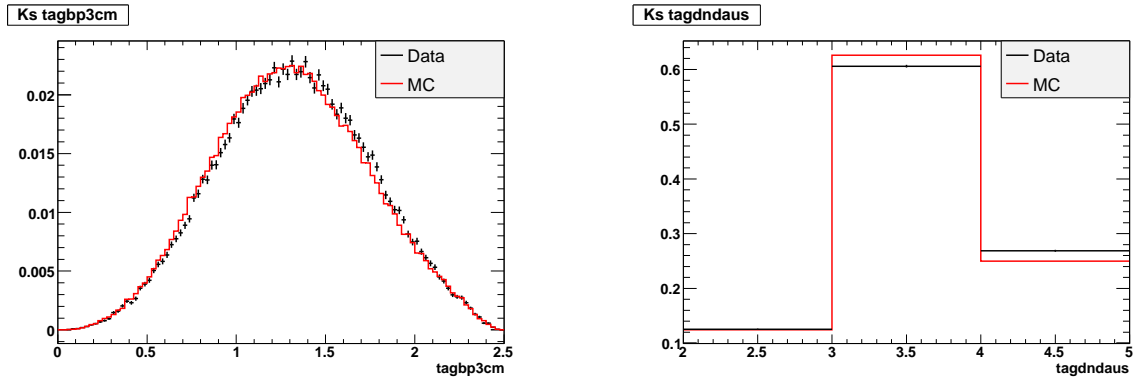 Ks tagbp3cm
Data
MC
0.02
0.015
0.01
0.005
0
0 0.5 1 1.5 2 2.5
tagbp3cm
Ks tagdndaus
Data
MC
0.6
0.5
0.4
0.3
0.2
0.1
2 2.5 3 3.5 4 4.5 5
tagdndaus